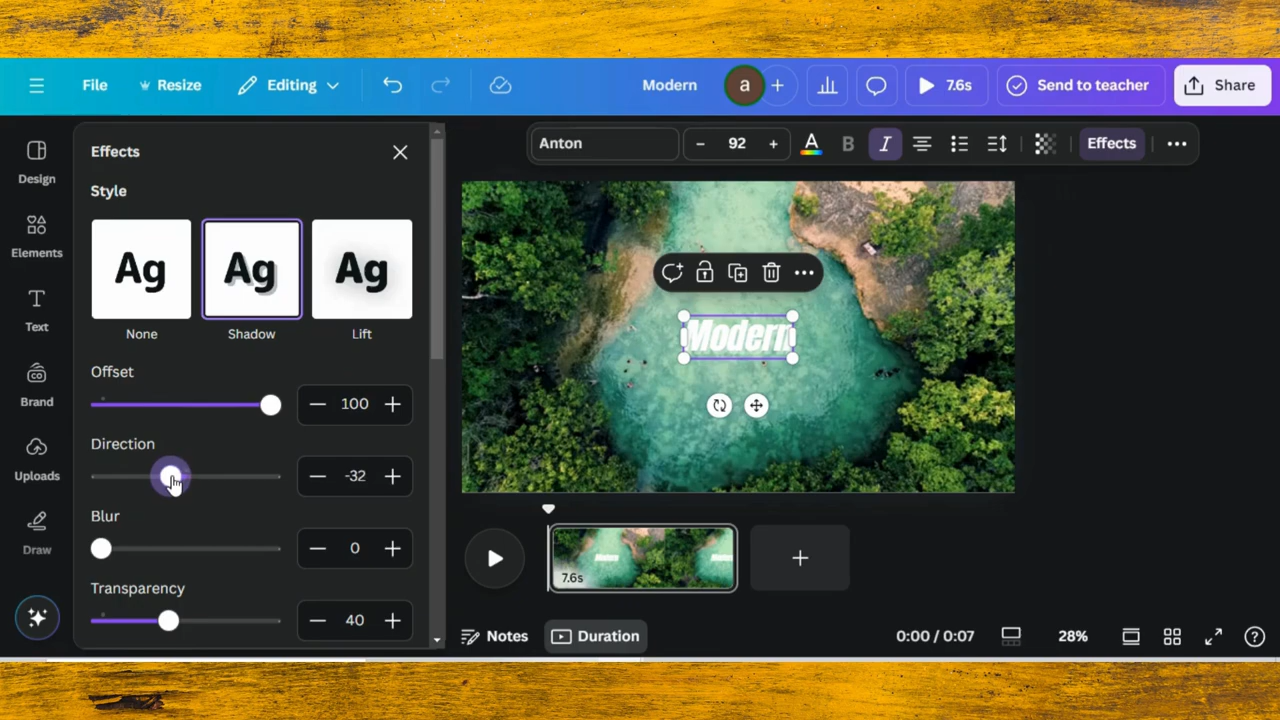 File
Resize
Editing
Modern
a
7.6s
Send to teacher
Share
Design
Elements
Text
Brand
Uploads
Draw
Effects
Style
Ag
Ag
Ag
None
Shadow
Lift
Offset
100
Direction
-32
Blur
0
Transparency
40
Anton
92
A
B
I
Effects
Modern
7.6s
Notes
Duration
0:00 / 0:07
28%